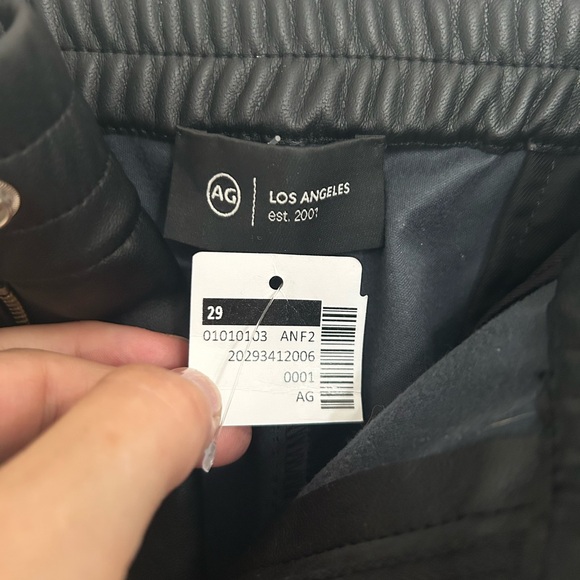 AG
LOS ANGELES
est. 2001
29
01010103 ANF2
20293412006
0001
AG